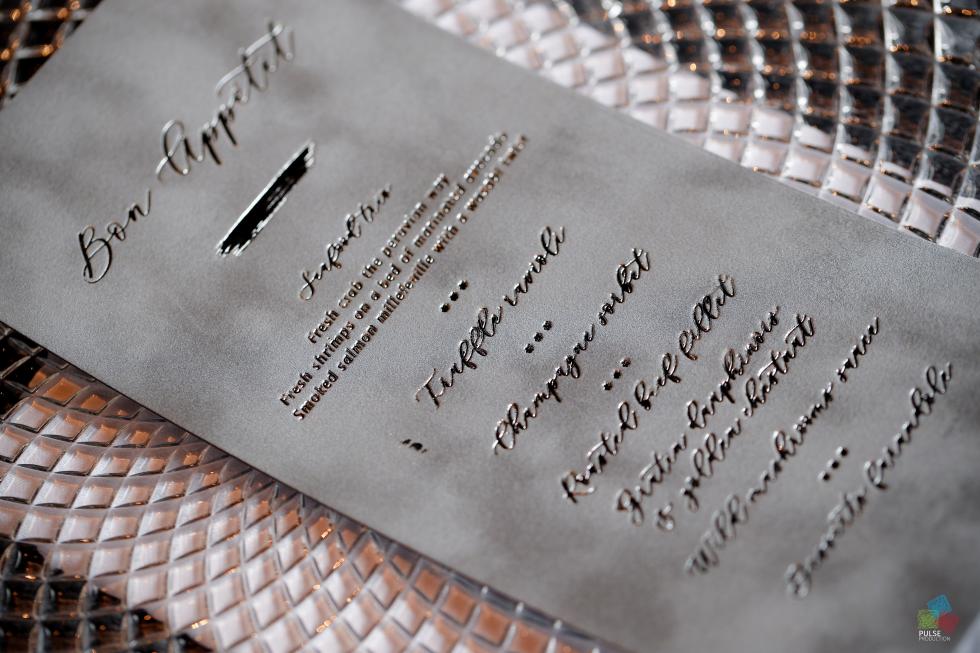 Bon Appétit
Seafood trio
Fresh crab the peruvian way
Fresh shrimps on a bed of marinated avocado
Smoked salmon millefeuille with a wasabi
Truffle ravioli
Champagne sorbet
Roasted beef fillet
Gratin dauphinois
& golden chestnut
Wild mushrooms sauce
PULSE
PRODUCTION